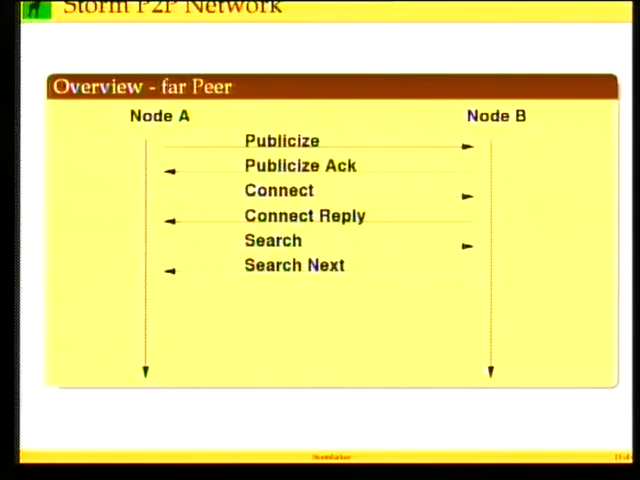 Storm P2P Network
Overview - far Peer
Node A
Node B
Publicize
Publicize Ack
Connect
Connect Reply
Search
Search Next